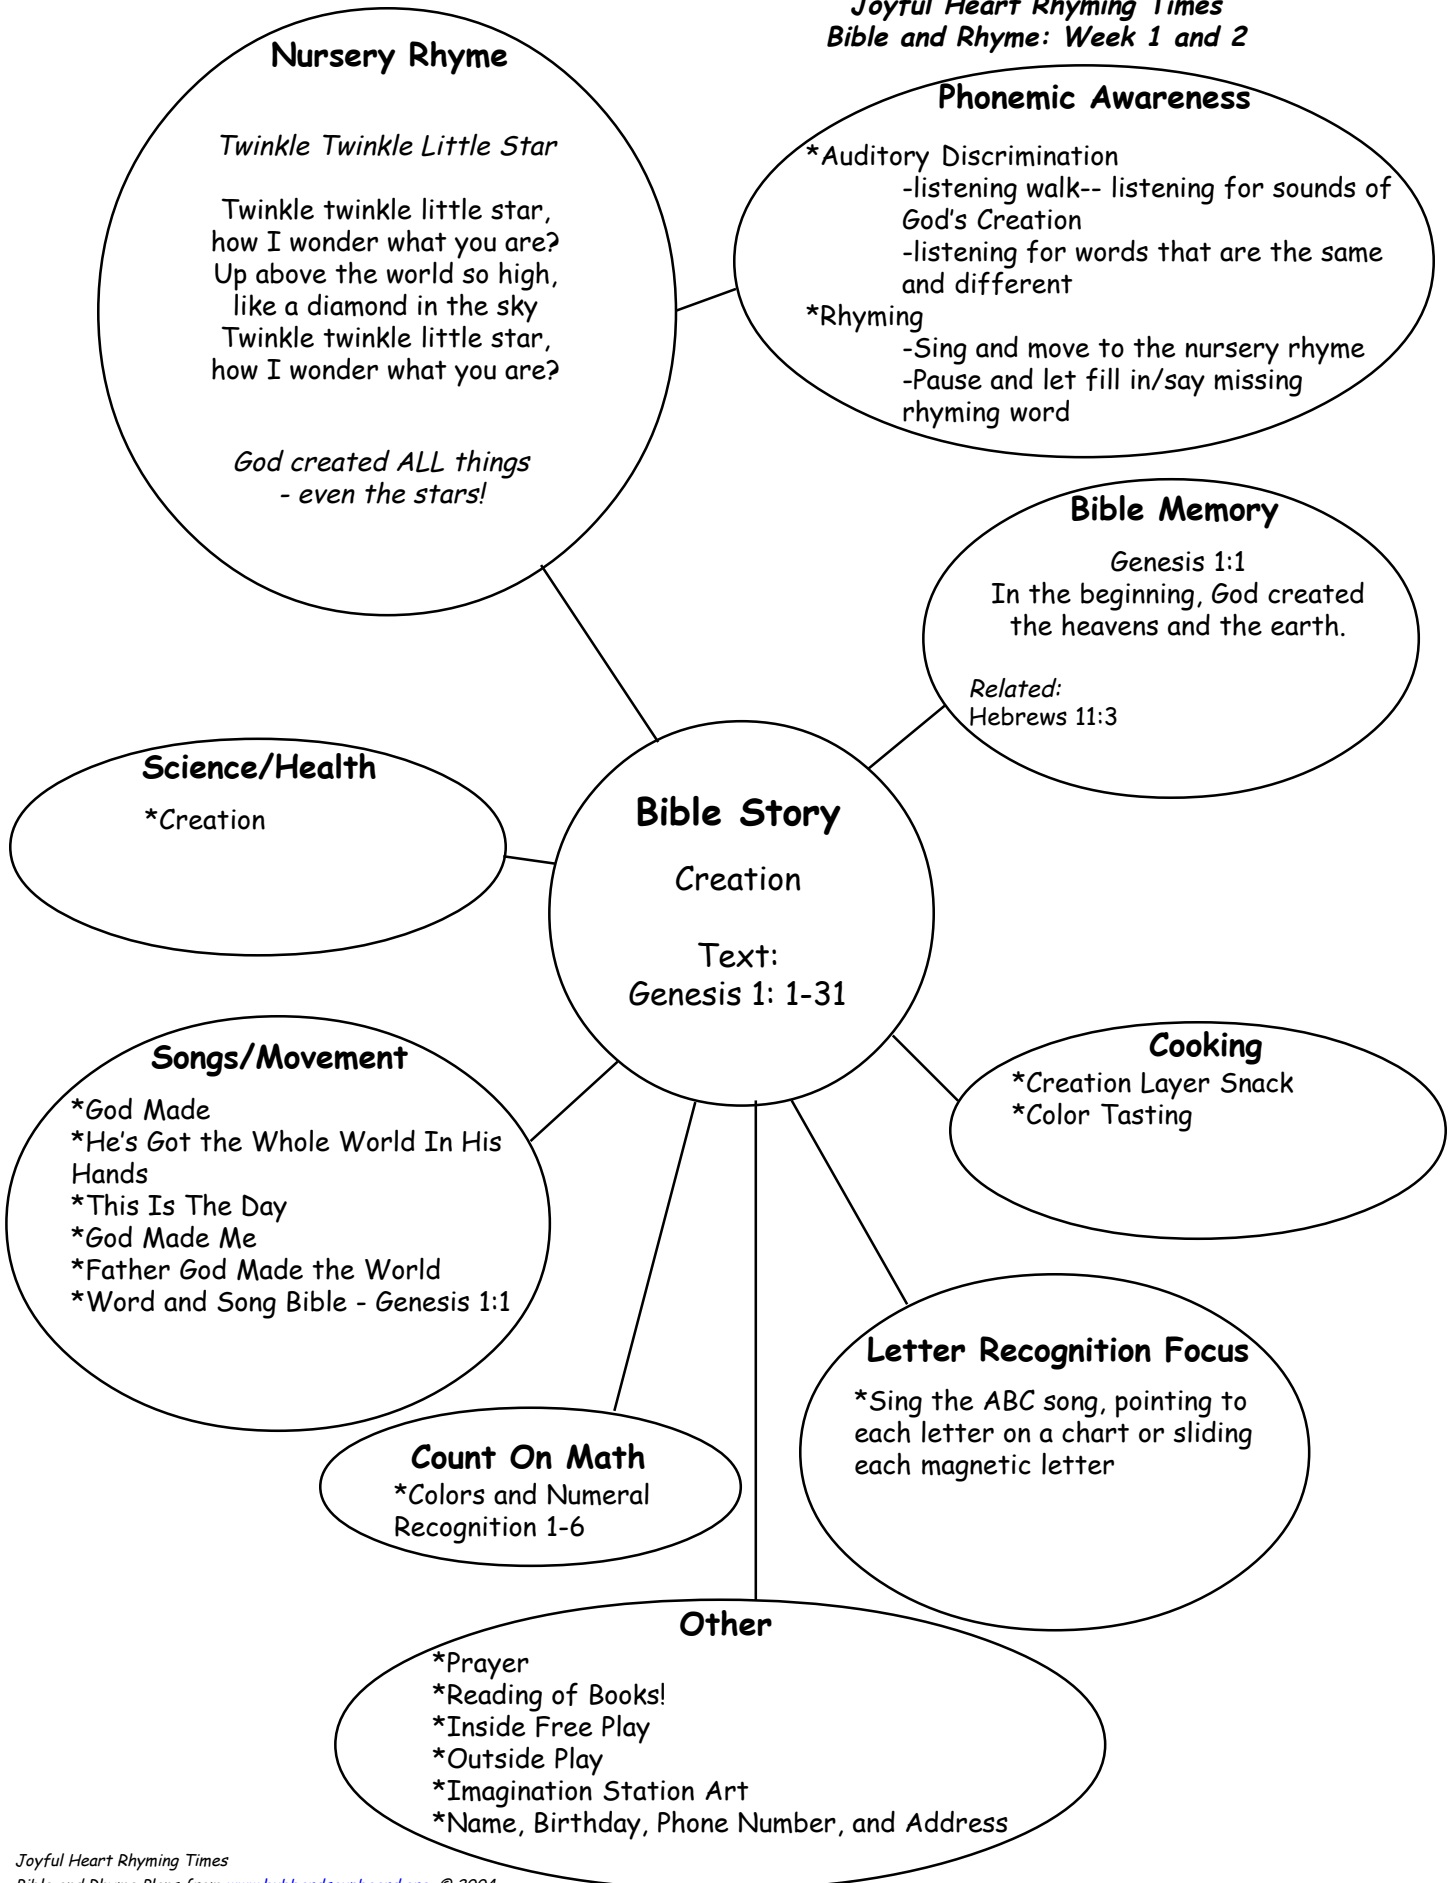 Joyful Heart Rhyming Times
Bible and Rhyme: Week 1 and 2
Nursery Rhyme
Twinkle Twinkle Little Star
Twinkle twinkle little star,
how I wonder what you are?
Up above the world so high,
like a diamond in the sky
Twinkle twinkle little star,
how I wonder what you are?
God created ALL things
- even the stars!
Phonemic Awareness
*Auditory Discrimination
-listening walk-- listening for sounds of
God's Creation
-listening for words that are the same
and different
*Rhyming
-Sing and move to the nursery rhyme
-Pause and let fill in/say missing
rhyming word
Bible Memory
Genesis 1:1
In the beginning, God created
the heavens and the earth.
Related:
Hebrews 11:3
Science/Health
*Creation
Bible Story
Creation
Text:
Genesis 1: 1-31
Songs/Movement
*God Made
*He's Got the Whole World In His
Hands
*This Is The Day
*God Made Me
*Father God Made the World
*Word and Song Bible - Genesis 1:1
Cooking
*Creation Layer Snack
*Color Tasting
Letter Recognition Focus
*Sing the ABC song, pointing to
each letter on a chart or sliding
each magnetic letter
Count On Math
*Colors and Numeral
Recognition 1-6
Other
*Prayer
*Reading of Books!
*Inside Free Play
*Outside Play
*Imagination Station Art
*Name, Birthday, Phone Number, and Address
Joyful Heart Rhyming Times
Bible and Rhyme Plans from © 2004